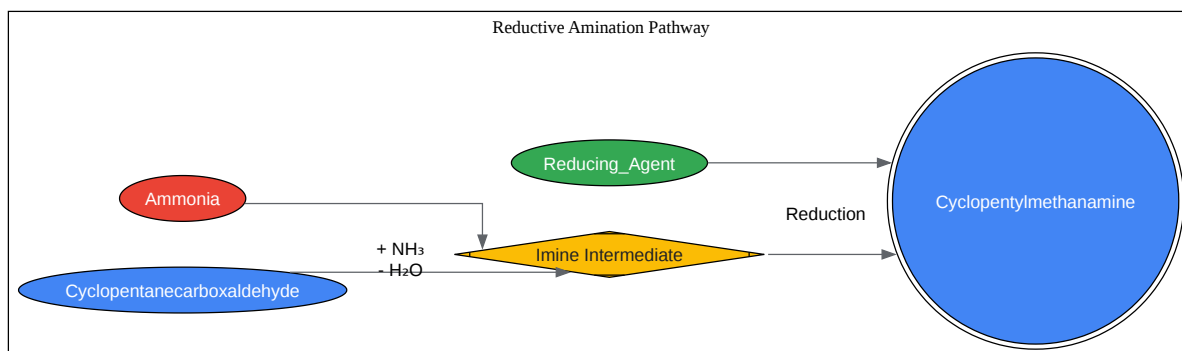 Reductive Amination Pathway
Reducing_Agent
Ammonia
Cyclopentylmethanamine
Reduction
+ NH₃
- H₂O
Imine Intermediate
Cyclopentanecarboxaldehyde